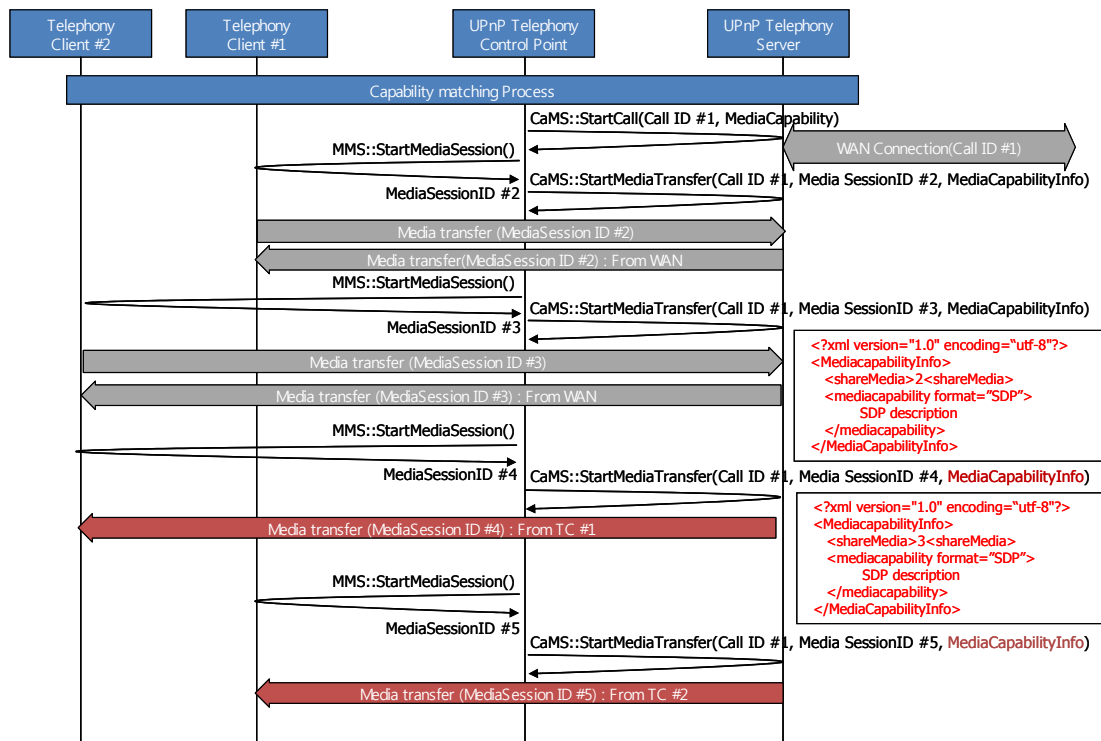 Telephony
Client #2
Telephony
Client #1
UPnP Telephony
Control Point
UPnP Telephony
Server
Capability matching Process
CaMS::StartCall(Call ID #1, MediaCapability)
WAN Connection(Call ID #1)
MMS::StartMediaSession()
MediaSessionID #2
CaMS::StartMediaTransfer(Call ID #1, Media SessionID #2, MediaCapabilityInfo)
Media transfer (MediaSession ID #2)
Media transfer(MediaSession ID #2) : From WAN
MMS::StartMediaSession()
MediaSessionID #3
CaMS::StartMediaTransfer(Call ID #1, Media SessionID #3, MediaCapabilityInfo)
Media transfer (MediaSession ID #3)
Media transfer (MediaSession ID #3) : From WAN
<?xml version="1.0" encoding=“utf-8"?>
<MediacapabilityInfo>
<shareMedia>2<shareMedia>
<mediacapability format=”SDP”>
SDP description
</mediacapability>
</MediaCapabilityInfo>
MMS::StartMediaSession()
MediaSessionID #4
CaMS::StartMediaTransfer(Call ID #1, Media SessionID #4, MediaCapabilityInfo)
Media transfer (MediaSession ID #4) : From TC #1
<?xml version="1.0" encoding=“utf-8"?>
<MediacapabilityInfo>
<shareMedia>3<shareMedia>
<mediacapability format=”SDP”>
SDP description
</mediacapability>
</MediaCapabilityInfo>
MMS::StartMediaSession()
MediaSessionID #5
CaMS::StartMediaTransfer(Call ID #1, Media SessionID #5, MediaCapabilityInfo)
Media transfer (MediaSession ID #5) : From TC #2